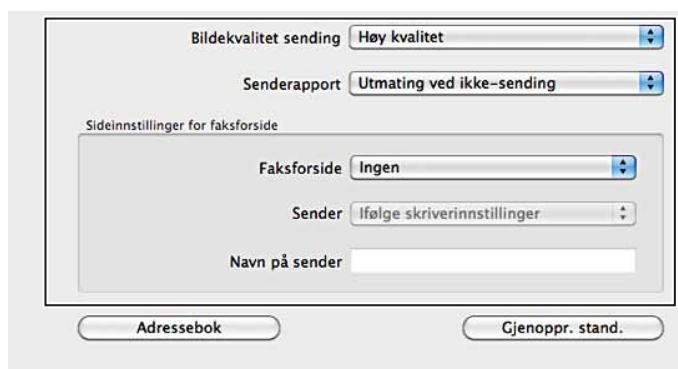 Bildekvalitet sending Høy kvalitet
Senderapport Utmating ved ikke-sending
Sideinnstillinger for faksforside
Faksforside Ingen
Sender Ifølge skriverinnstillinger
Navn på sender
Adressebok Gjenoppr. stand.